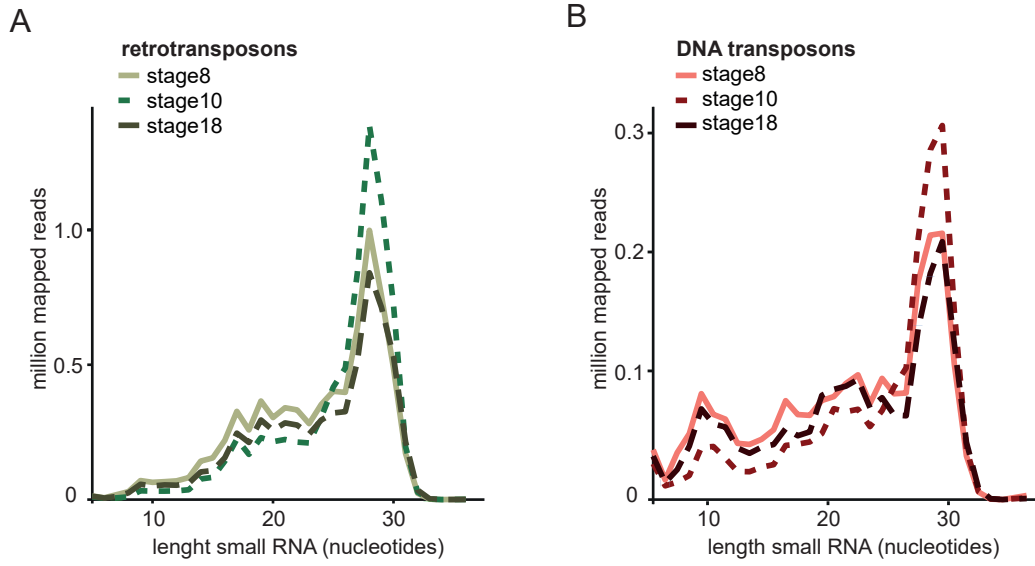 A
retrotransposons
stage8
stage10
stage18
million mapped reads
1.0
0.5
0
10
20
30
lenght small RNA (nucleotides)
B
DNA transposons
stage8
stage10
stage18
million mapped reads
0.3
0.2
0.1
0
10
20
30
length small RNA (nucleotides)